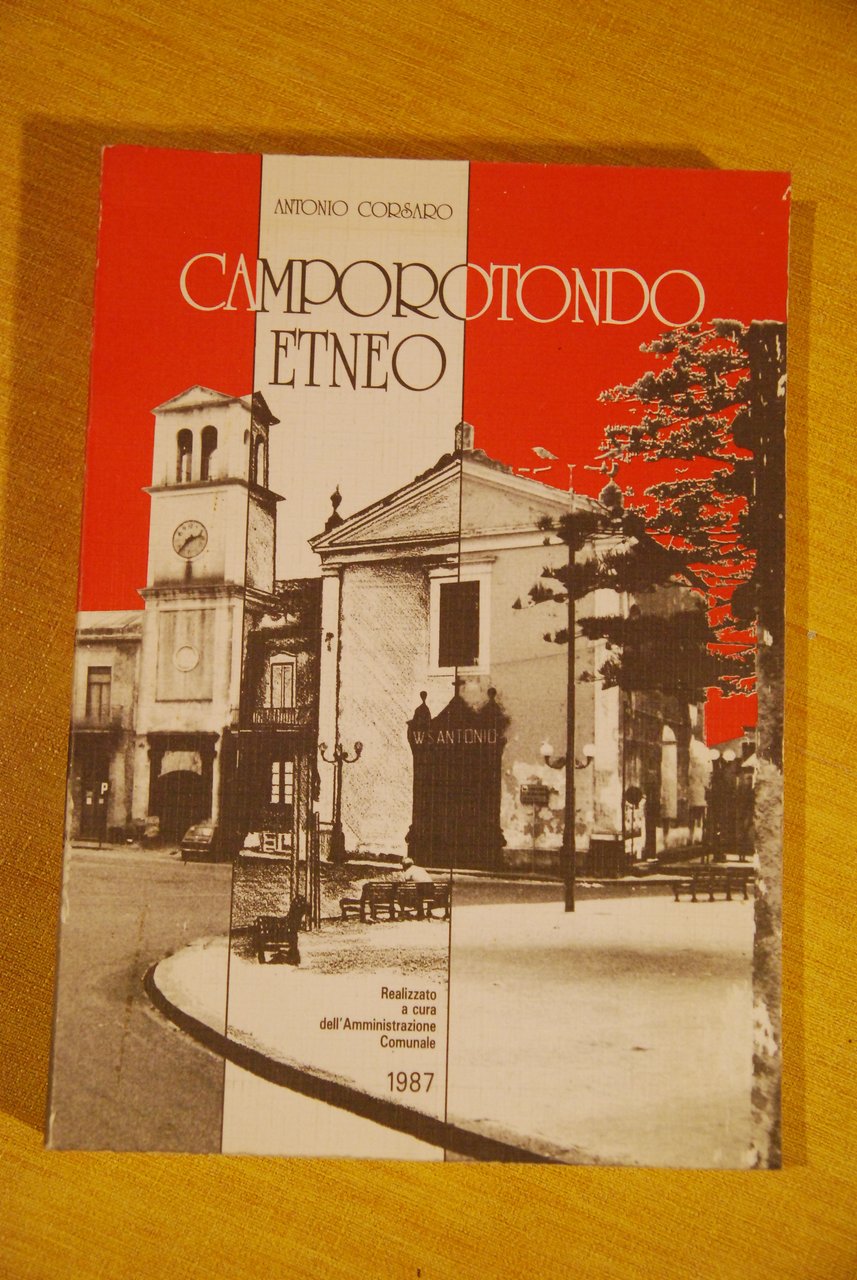 ANTONIO CORSARO
CAMPOROTONDO
ETNEO
W S ANTONIO
P
Realizzato
a cura
dell'Amministrazione
Comunale
1987